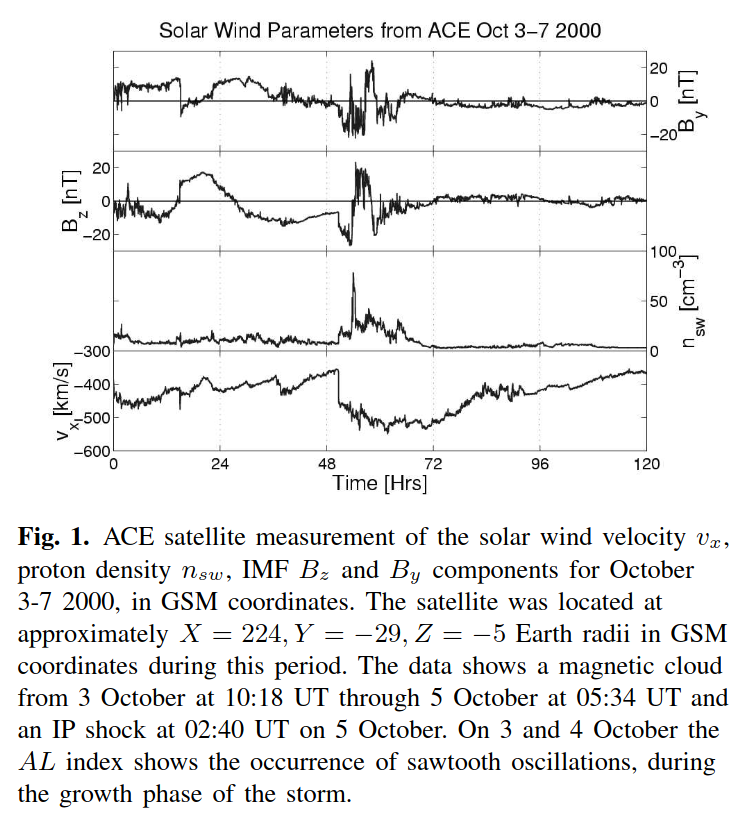 Solar Wind Parameters from ACE Oct 3–7 2000
20
0
−20
B_y [nT]
20
0
−20
B_z [nT]
100
50
0
n_sw [cm^−3]
−300
−400
−500
−600
v_x [km/s]
0 24 48 72 96 120
Time [Hrs]
Fig. 1. ACE satellite measurement of the solar wind velocity v_x,
proton density n_sw, IMF B_z and B_y components for October
3-7 2000, in GSM coordinates. The satellite was located at
approximately X = 224, Y = −29, Z = −5 Earth radii in GSM
coordinates during this period. The data shows a magnetic cloud
from 3 October at 10:18 UT through 5 October at 05:34 UT and
an IP shock at 02:40 UT on 5 October. On 3 and 4 October the
AL index shows the occurrence of sawtooth oscillations, during
the growth phase of the storm.